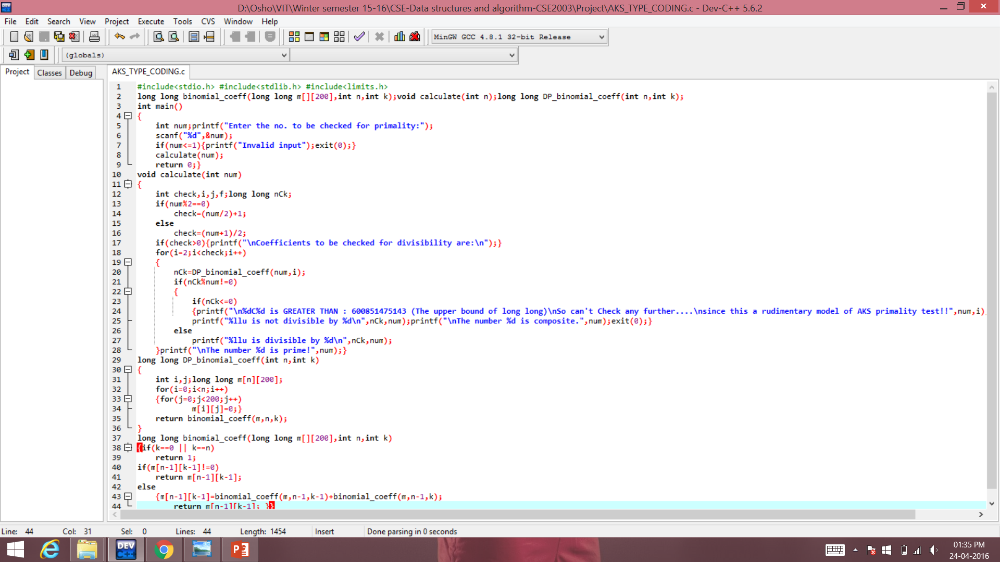 D:\Osho\VIT\Winter semester 15-16\CSE-Data structures and algorithm-CSE2003\Project\AKS_TYPE_CODING.c - Dev-C++ 5.6.2
File Edit Search View Project Execute Tools CVS Window Help
MinGW GCC 4.8.1 32-bit Release
(globals)
Project Classes Debug
AKS_TYPE_CODING.c
1 #include<stdio.h> #include<stdlib.h> #include<limits.h>
2 long long binomial_coeff(long long m[][200],int n,int k);void calculate(int n);long long DP_binomial_coeff(int n,int k);
3 int main()
4 {
5 int num;printf("Enter the no. to be checked for primality:");
6 scanf("%d",&num);
7 if(num<=1){printf("Invalid input");exit(0);}
8 calculate(num);
9 return 0;}
10 void calculate(int num)
11 {
12 int check,i,j,f;long long nCk;
13 if(num%2==0)
14 check=(num/2)+1;
15 else
16 check=(num+1)/2;
17 if(check>0){printf("\nCoefficients to be checked for divisibility are:\n");}
18 for(i=2;i<check;i++)
19 {
20 nCk=DP_binomial_coeff(num,i);
21 if(nCk%num!=0)
22 {
23 if(nCk<=0)
24 {printf("\n%dC%d is GREATER THAN : 600851475143 (The upper bound of long long)\nSo can't Check any further....\nsince this a rudimentary model of AKS primality test!!",num,i)
25 printf("%llu is not divisible by %d\n",nCk,num);printf("\nThe number %d is composite.",num);exit(0);}
26 else
27 printf("%llu is divisible by %d\n",nCk,num);
28 }printf("\nThe number %d is prime!",num);}
29 long long DP_binomial_coeff(int n,int k)
30 {
31 int i,j;long long m[n][200];
32 for(i=0;i<n;i++)
33 {for(j=0;j<200;j++)
34 m[i][j]=0;}
35 return binomial_coeff(m,n,k);
36 }
37 long long binomial_coeff(long long m[][200],int n,int k)
38 {if(k==0 || k==n)
39 return 1;
40 if(m[n-1][k-1]!=0)
41 return m[n-1][k-1];
42 else
43 {m[n-1][k-1]=binomial_coeff(m,n-1,k-1)+binomial_coeff(m,n-1,k);
44 return m[n-1][k-1]; }}
Line: 44 Col: 31 Sel: 0 Lines: 44 Length: 1454 Insert Done parsing in 0 seconds
DEV C++
01:35 PM
24-04-2016